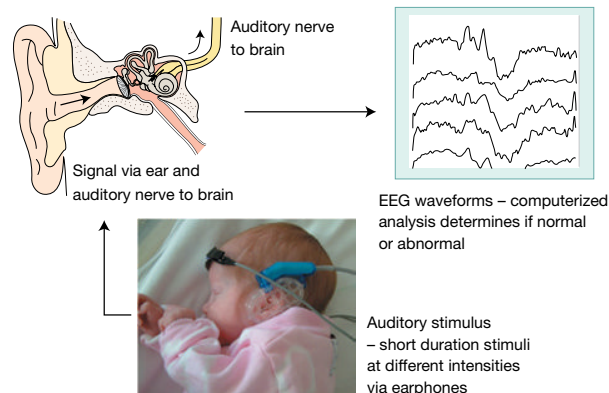 Auditory nerve
to brain
Signal via ear and
auditory nerve to brain
EEG waveforms – computerized
analysis determines if normal
or abnormal
Auditory stimulus
– short duration stimuli
at different intensities
via earphones